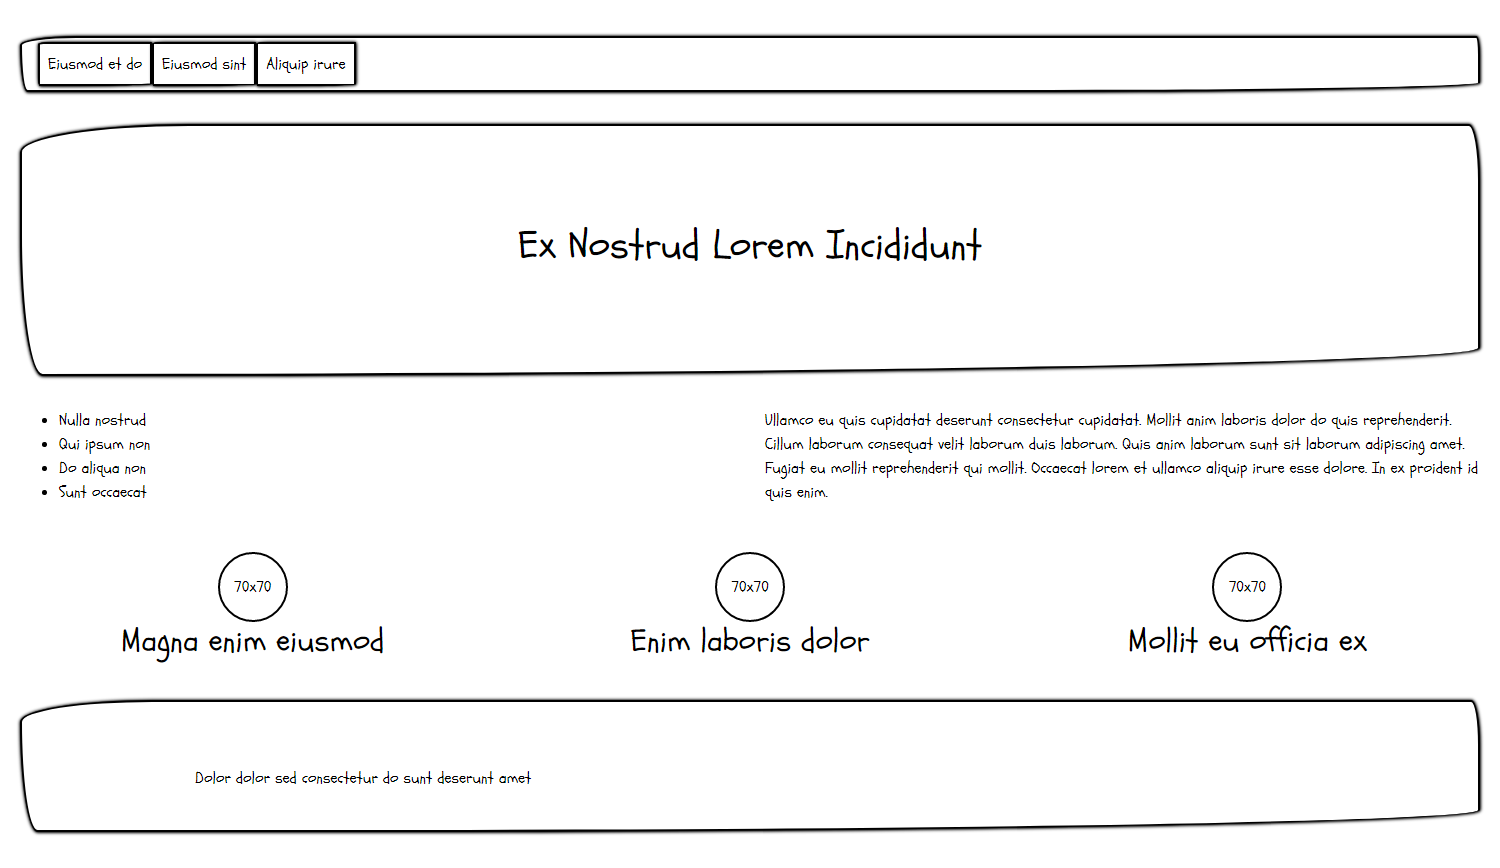 Eiusmod et do
Eiusmod sint
Aliquip irure
Ex Nostrud Lorem Incididunt
Nulla nostrud
Qui ipsum non
Do aliqua non
Sunt occaecat
Ullamco eu quis cupidatat deserunt consectetur cupidatat. Mollit anim laboris dolor do quis reprehenderit.
Cillum laborum consequat velit laborum duis laborum. Quis anim laborum sunt sit laborum adipiscing amet.
Fugiat eu mollit reprehenderit qui mollit. Occaecat lorem et ullamco aliquip irure esse dolore. In ex proident id
quis enim.
70x70
Magna enim eiusmod
70x70
Enim laboris dolor
70x70
Mollit eu officia ex
Dolor dolor sed consectetur do sunt deserunt amet